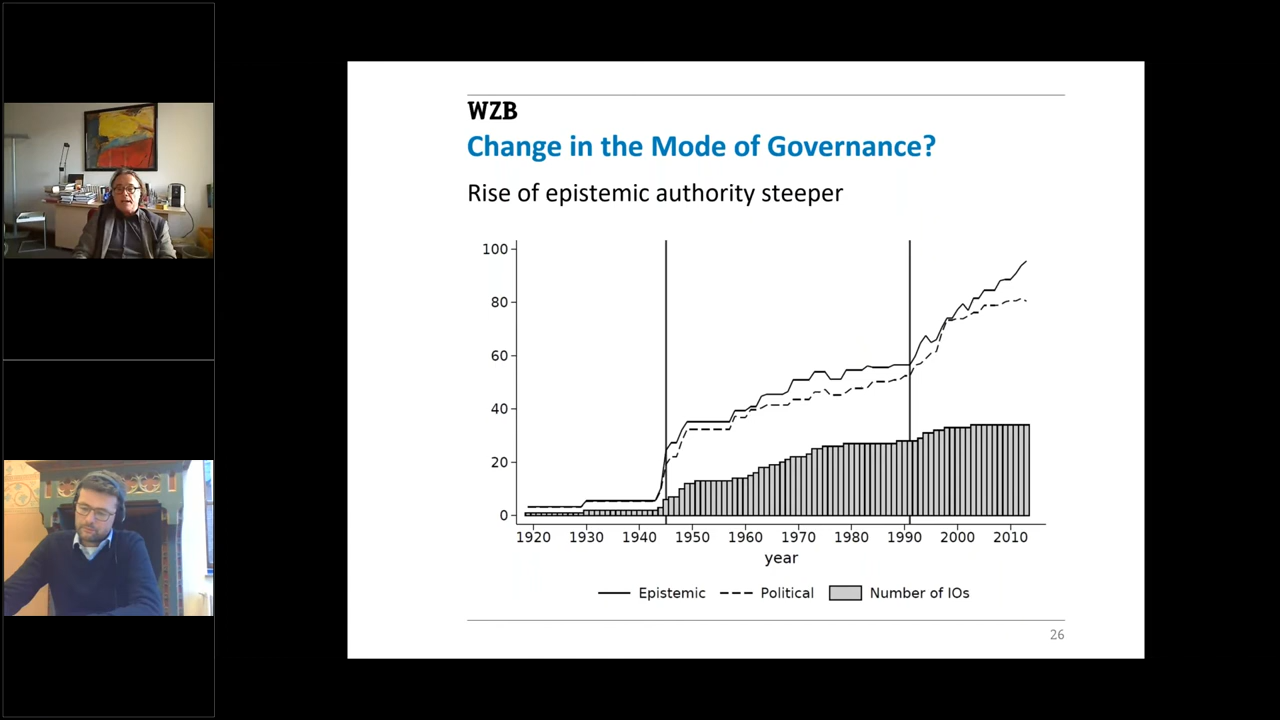 WZB
Change in the Mode of Governance?
Rise of epistemic authority steeper
100
80
60
40
20
0
1920 1930 1940 1950 1960 1970 1980 1990 2000 2010
year
Epistemic Political Number of IOs
26